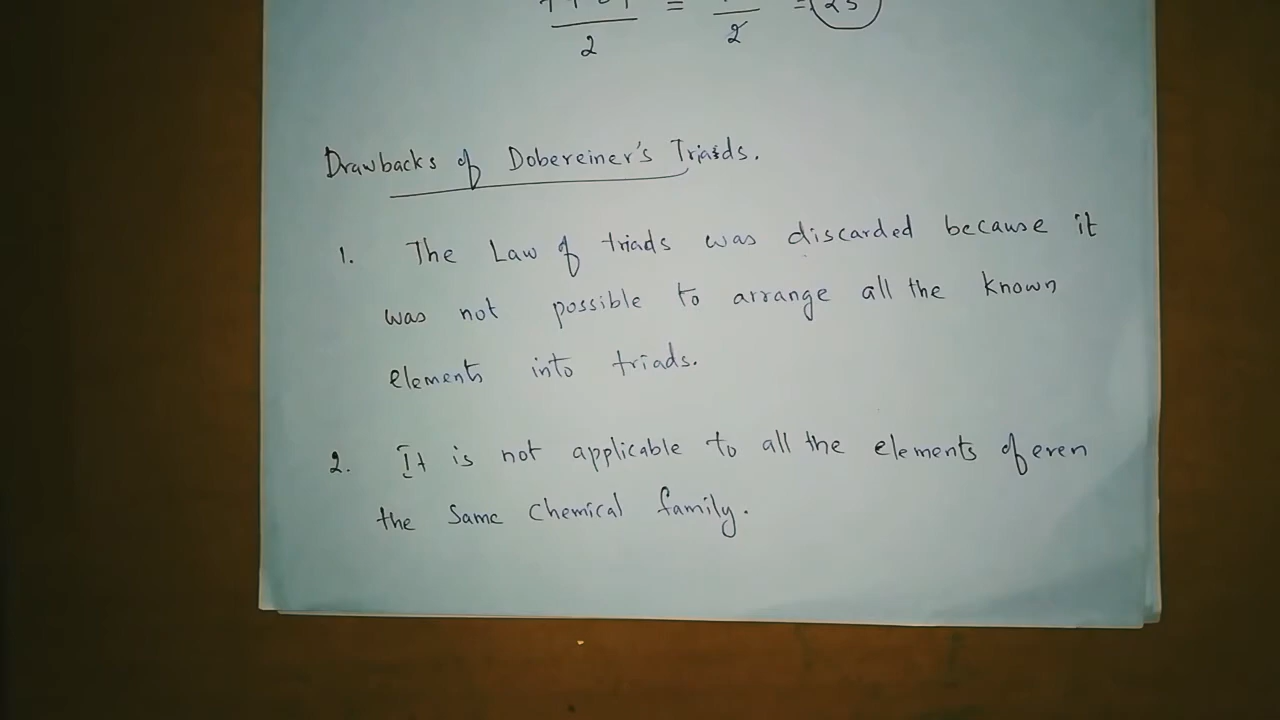 2 2
Drawbacks of Dobereiner's Triads.
1. The Law of triads was discarded because it
was not possible to arrange all the known
elements into triads.
2. It is not applicable to all the elements of even
the same chemical family.